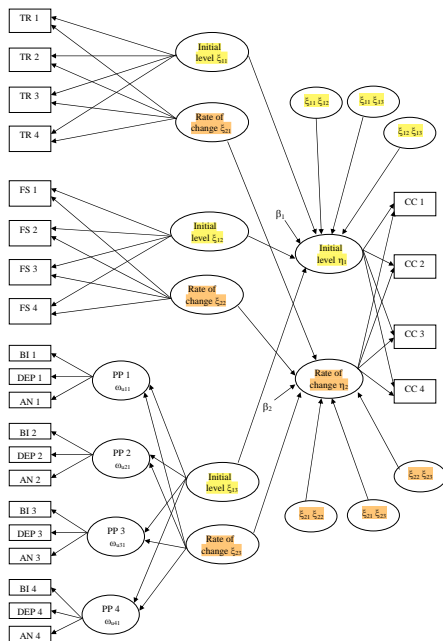 TR 1
TR 2
TR 3
TR 4
Initial
level ξ₁₁
Rate of
change ξ₂₁
ξ₁₁ ξ₁₂
ξ₁₁ ξ₁₃
ξ₁₂ ξ₁₃
FS 1
FS 2
FS 3
FS 4
Initial
level ξ₁₂
Rate of
change ξ₂₂
β₁
Initial
level η₁
Rate of
change η₂
β₂
CC 1
CC 2
CC 3
CC 4
BI 1
DEP 1
AN 1
PP 1
ωₐ₁₁
BI 2
DEP 2
AN 2
PP 2
ωₐ₂₁
BI 3
DEP 3
AN 3
PP 3
ωₐ₃₁
BI 4
DEP 4
AN 4
PP 4
ωₐ₄₁
Initial
level ξ₁₃
Rate of
change ξ₂₃
ξ₂₁ ξ₂₂
ξ₂₁ ξ₂₃
ξ₂₂ ξ₂₃